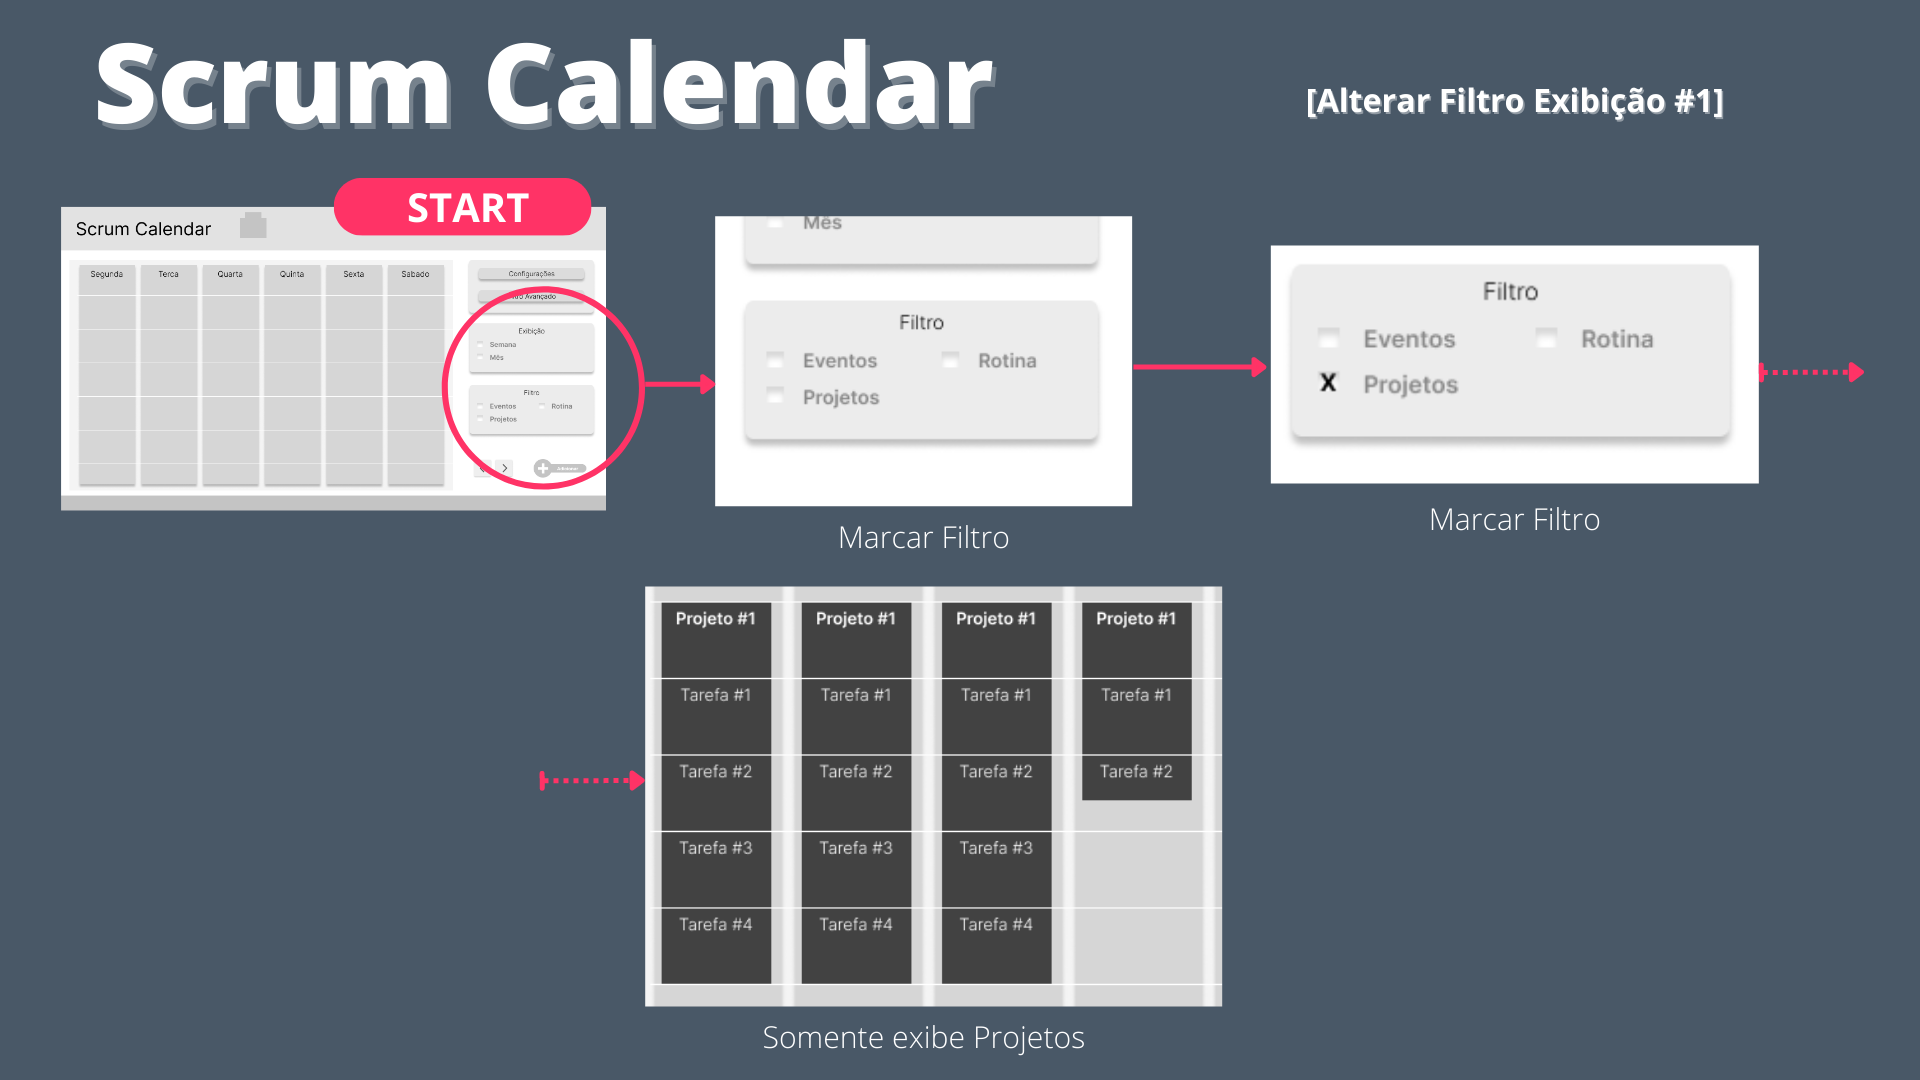 Scrum Calendar
[Alterar Filtro Exibição #1]
START
Scrum Calendar
Segunda Terca Quarta Quinta Sexta Sabado
Configurações
Avançado
Exibição
Semana
Mês
Filtro
Eventos Rotina
Projetos
Mês
Filtro
Eventos Rotina
Projetos
Marcar Filtro
Filtro
Eventos Rotina
X Projetos
Marcar Filtro
Projeto #1 Projeto #1 Projeto #1 Projeto #1
Tarefa #1 Tarefa #1 Tarefa #1 Tarefa #1
Tarefa #2 Tarefa #2 Tarefa #2 Tarefa #2
Tarefa #3 Tarefa #3 Tarefa #3
Tarefa #4 Tarefa #4 Tarefa #4
Somente exibe Projetos